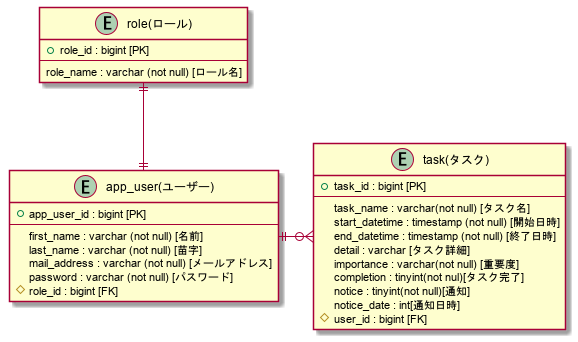 E role(ロール)
role_id : bigint [PK]
role_name : varchar (not null) [ロール名]
E app_user(ユーザー)
app_user_id : bigint [PK]
first_name : varchar (not null) [名前]
last_name : varchar (not null) [苗字]
mail_address : varchar (not null) [メールアドレス]
password : varchar (not null) [パスワード]
role_id : bigint [FK]
E task(タスク)
task_id : bigint [PK]
task_name : varchar(not null) [タスク名]
start_datetime : timestamp (not null) [開始日時]
end_datetime : timestamp (not null) [終了日時]
detail : varchar [タスク詳細]
importance : varchar(not null) [重要度]
completion : tinyint(not nul)[タスク完了]
notice : tinyint(not null)[通知]
notice_date : int[通知日時]
user_id : bigint [FK]